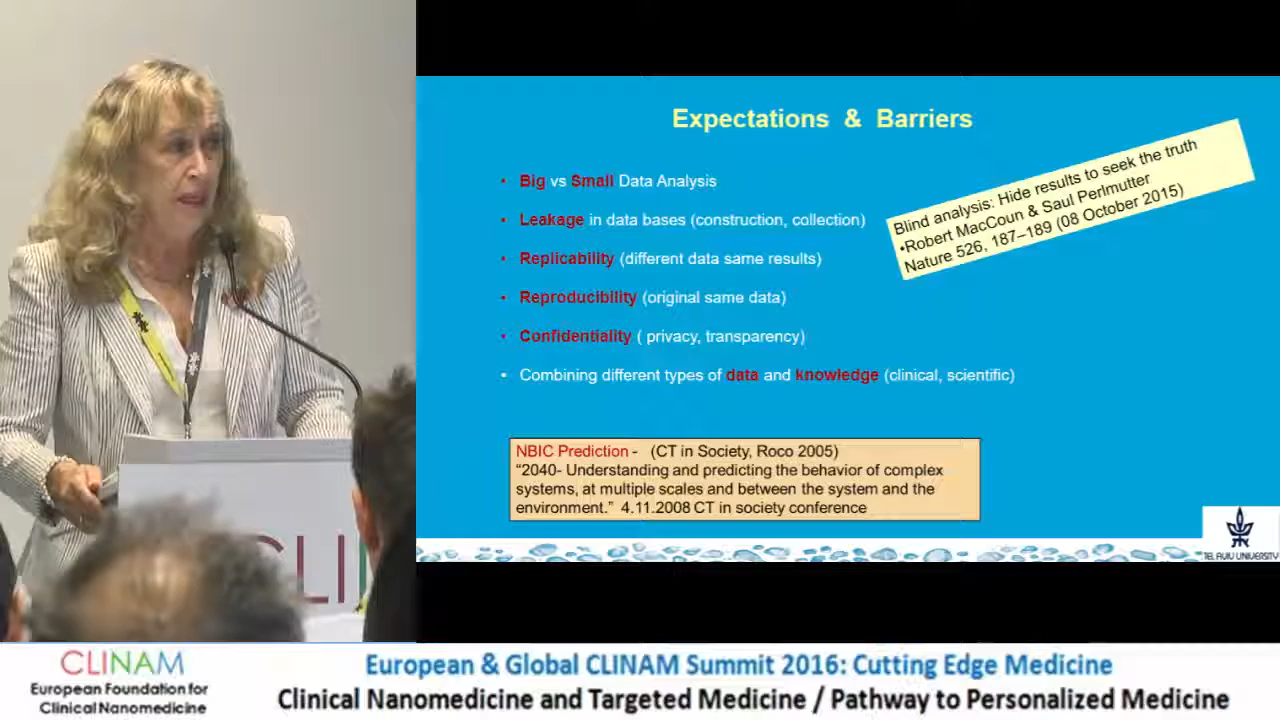 Expectations & Barriers
• Big vs Small Data Analysis
• Leakage in data bases (construction, collection)
• Replicability (different data same results)
• Reproducibility (original same data)
• Confidentiality ( privacy, transparency)
• Combining different types of data and knowledge (clinical, scientific)
Blind analysis: Hide results to seek the truth
•Robert MacCoun & Saul Perlmutter
Nature 526, 187–189 (08 October 2015)
NBIC Prediction - (CT in Society, Roco 2005)
“2040- Understanding and predicting the behavior of complex
systems, at multiple scales and between the system and the
environment.” 4.11.2008 CT in society conference
TEL AVIV UNIVERSITY
CLI
CLINAM
European Foundation for
Clinical Nanomedicine
European & Global CLINAM Summit 2016: Cutting Edge Medicine
Clinical Nanomedicine and Targeted Medicine / Pathway to Personalized Medicine